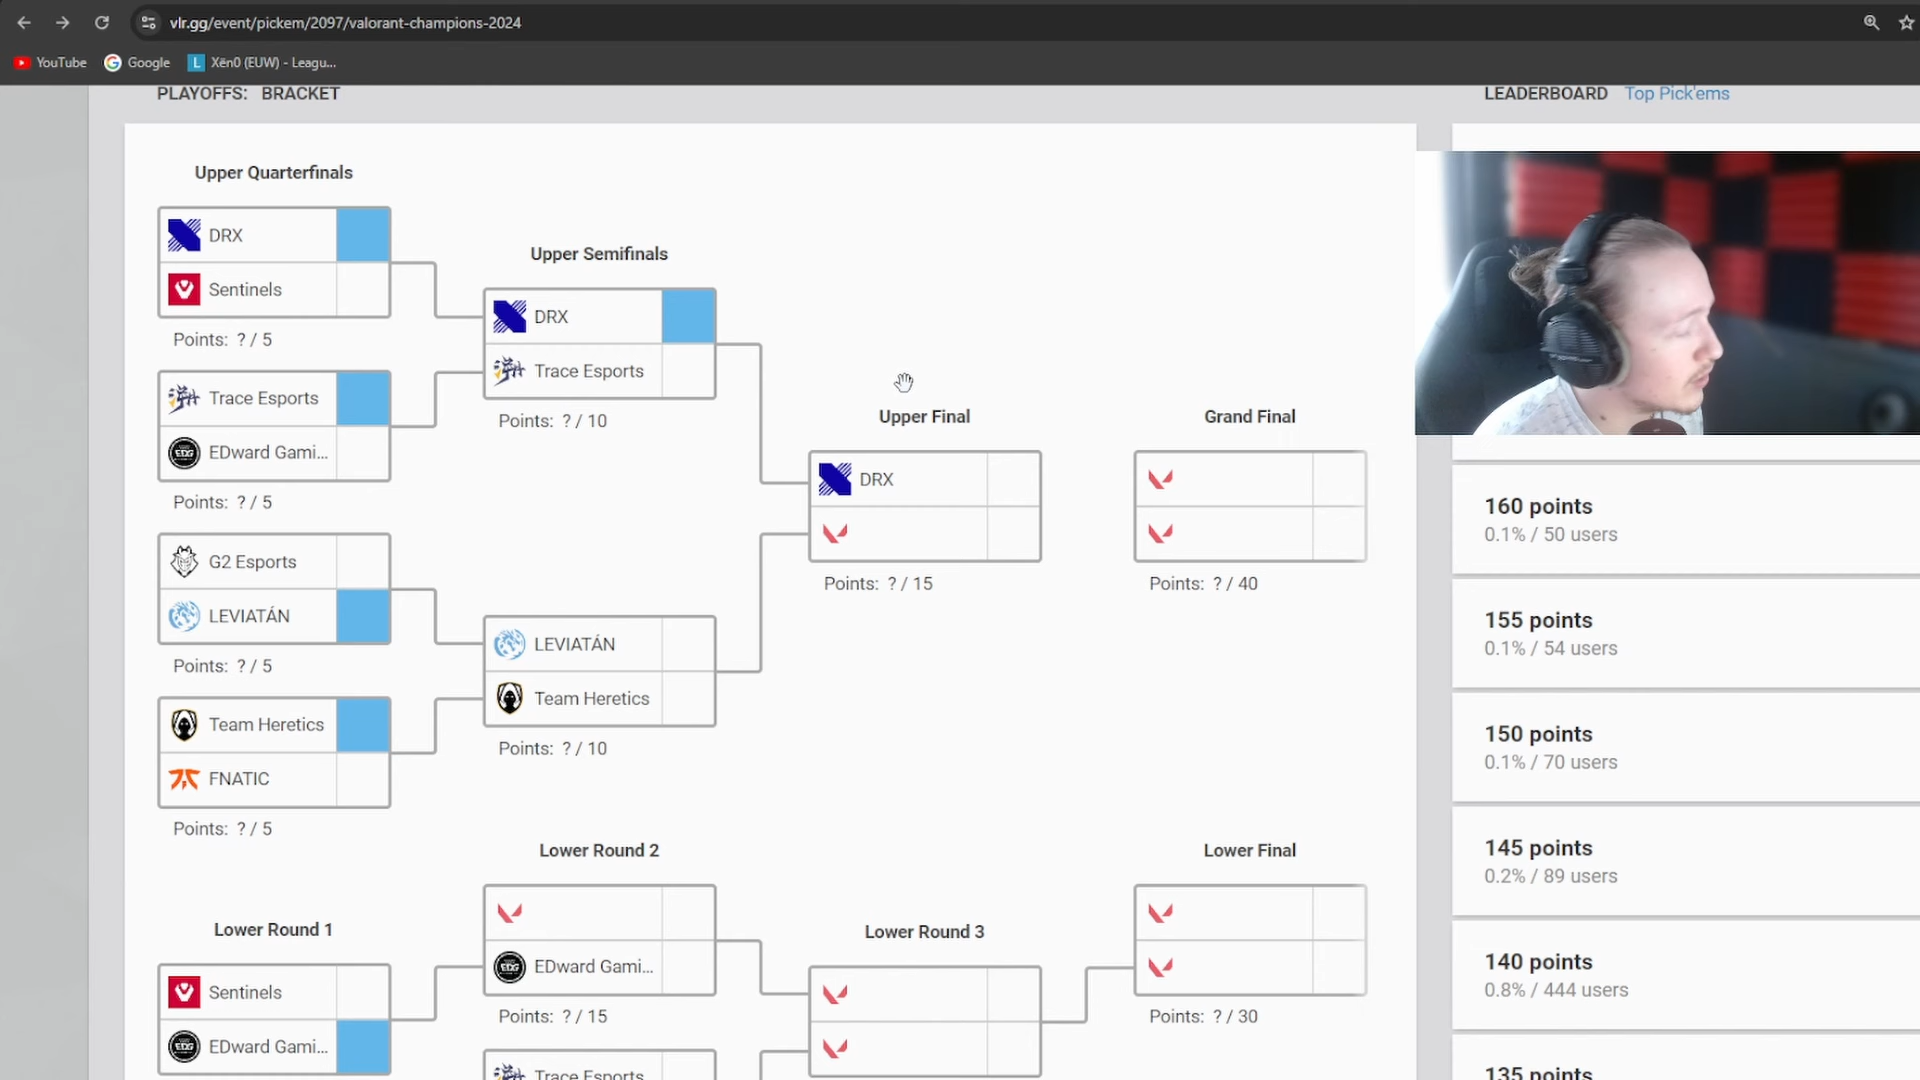 vlr.gg/event/pickem/2097/valorant-champions-2024
YouTube
Google
L
Xën0 (EUW) - Leagu...
PLAYOFFS: BRACKET
LEADERBOARD Top Pick'ems
Upper Quarterfinals
DRX
Sentinels
Points: ? / 5
Trace Esports
EDward Gami...
Points: ? / 5
G2 Esports
LEVIATÁN
Points: ? / 5
Team Heretics
FNATIC
Points: ? / 5
Upper Semifinals
DRX
Trace Esports
Points: ? / 10
LEVIATÁN
Team Heretics
Points: ? / 10
Upper Final
DRX
Points: ? / 15
Grand Final
Points: ? / 40
Lower Round 1
Sentinels
EDward Gami...
Lower Round 2
EDward Gami...
Points: ? / 15
Trace Esports
Lower Round 3
Lower Final
Points: ? / 30
160 points
0.1% / 50 users
155 points
0.1% / 54 users
150 points
0.1% / 70 users
145 points
0.2% / 89 users
140 points
0.8% / 444 users
135 points